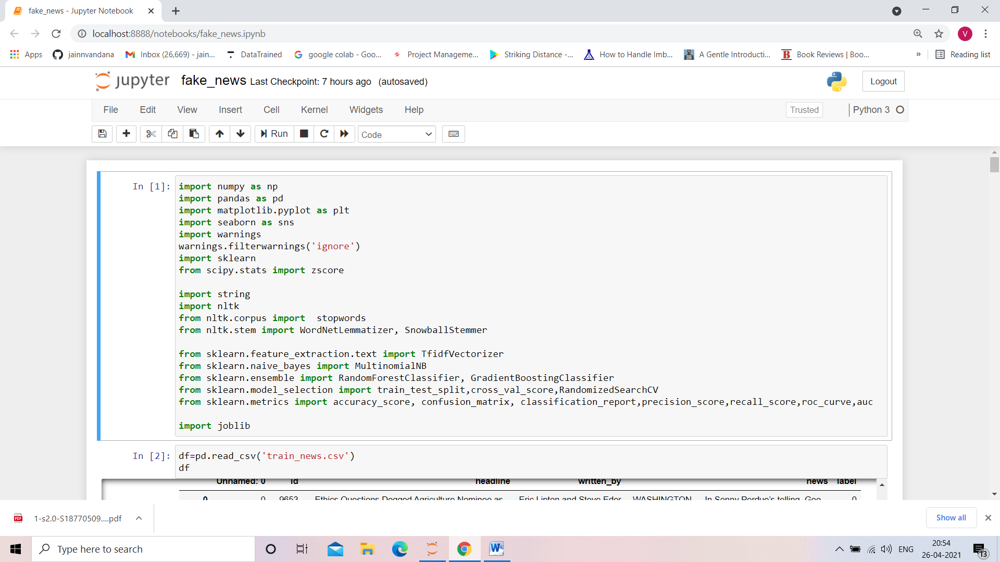 fake_news - Jupyter Notebook
localhost:8888/notebooks/fake_news.ipynb
V
Apps jainnvandana Inbox (26,669) - jain... DataTrained google colab - Goo... Project Manageme... Striking Distance -... How to Handle Imb... A Gentle Introducti... Book Reviews | Boo... » Reading list
jupyter fake_news Last Checkpoint: 7 hours ago (autosaved) Logout
File Edit View Insert Cell Kernel Widgets Help Trusted Python 3
Run Code
In [1]:
import numpy as np
import pandas as pd
import matplotlib.pyplot as plt
import seaborn as sns
import warnings
warnings.filterwarnings('ignore')
import sklearn
from scipy.stats import zscore
import string
import nltk
from nltk.corpus import  stopwords
from nltk.stem import WordNetLemmatizer, SnowballStemmer
from sklearn.feature_extraction.text import TfidfVectorizer
from sklearn.naive_bayes import MultinomialNB
from sklearn.ensemble import RandomForestClassifier, GradientBoostingClassifier
from sklearn.model_selection import train_test_split,cross_val_score,RandomizedSearchCV
from sklearn.metrics import accuracy_score, confusion_matrix, classification_report,precision_score,recall_score,roc_curve,auc
import joblib
In [2]:
df=pd.read_csv('train_news.csv')
df
Unnamed: 0 id headline written_by news label
0 0 9653 Ethics Questions Dogged Agriculture Nominee as Eric Lipton and Steve Eder WASHINGTON In Sonny Perdue's telling, Geo 0
PDF 1-s2.0-S18770509....pdf Show all
Type here to search
ENG
20:54
26-04-2021
13